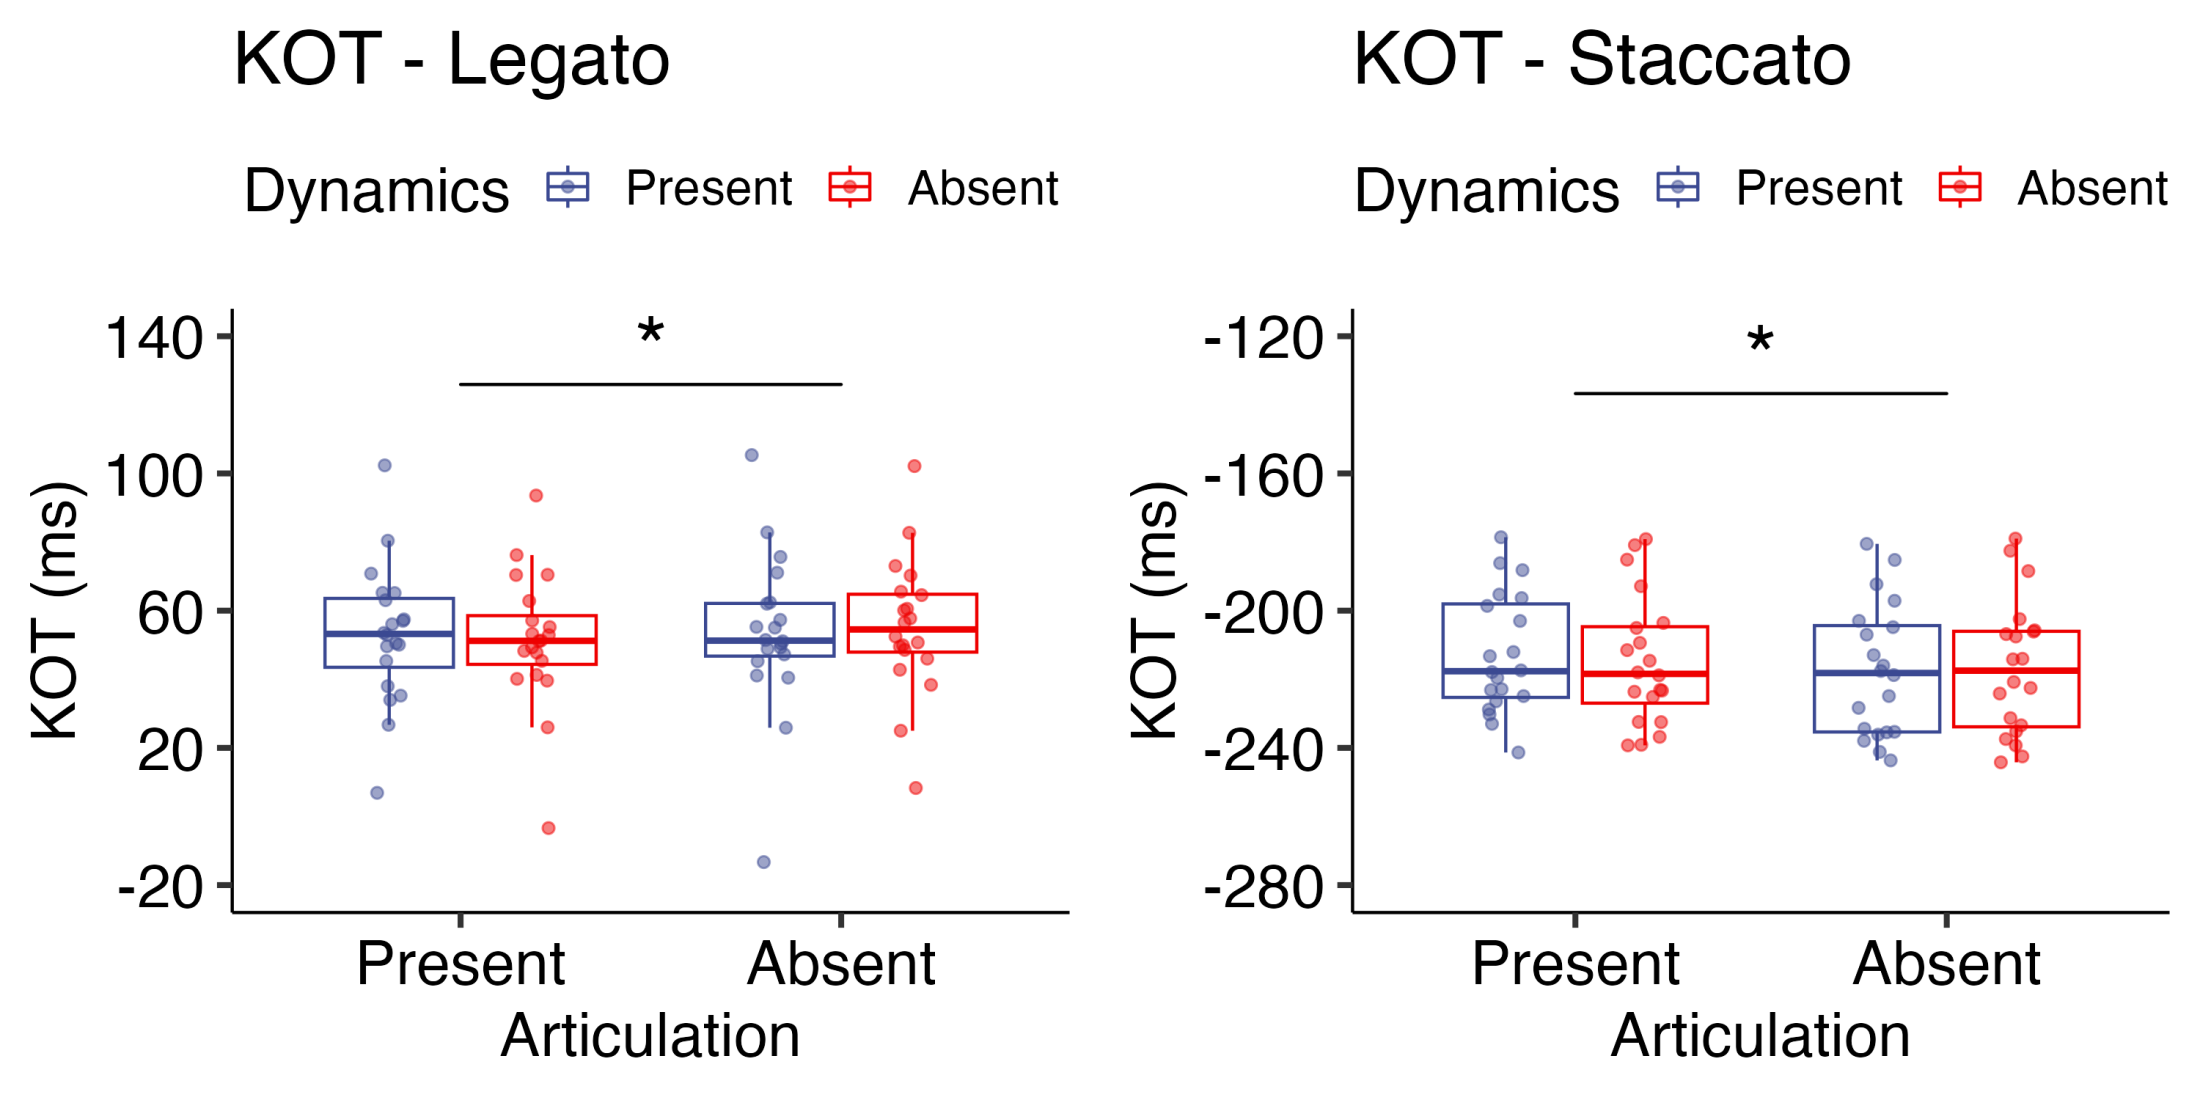 KOT - Legato
Dynamics Present Absent
*
140
100
60
20
-20
KOT (ms)
Present Absent
Articulation
KOT - Staccato
Dynamics Present Absent
*
-120
-160
-200
-240
-280
KOT (ms)
Present Absent
Articulation